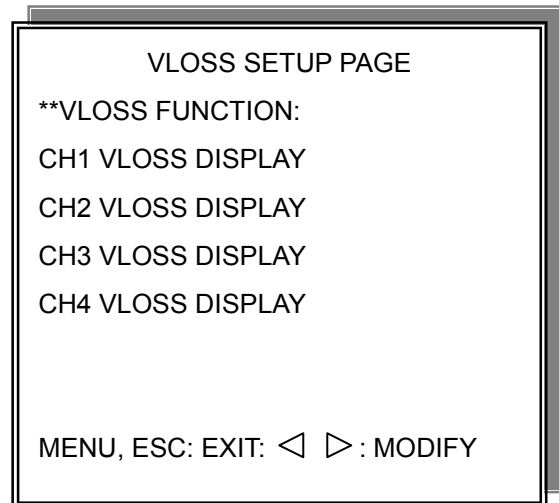 VLOSS SETUP PAGE
**VLOSS FUNCTION:
CH1 VLOSS DISPLAY
CH2 VLOSS DISPLAY
CH3 VLOSS DISPLAY
CH4 VLOSS DISPLAY
MENU, ESC: EXIT: ◁ ▷ : MODIFY